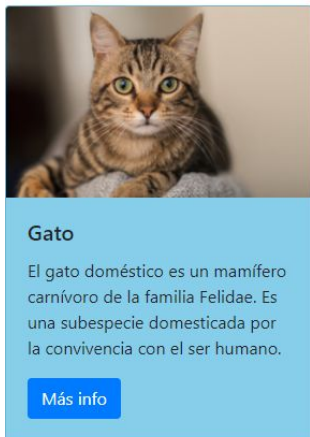 Gato
El gato doméstico es un mamífero
carnívoro de la familia Felidae. Es
una subespecie domesticada por
la convivencia con el ser humano.
Más info